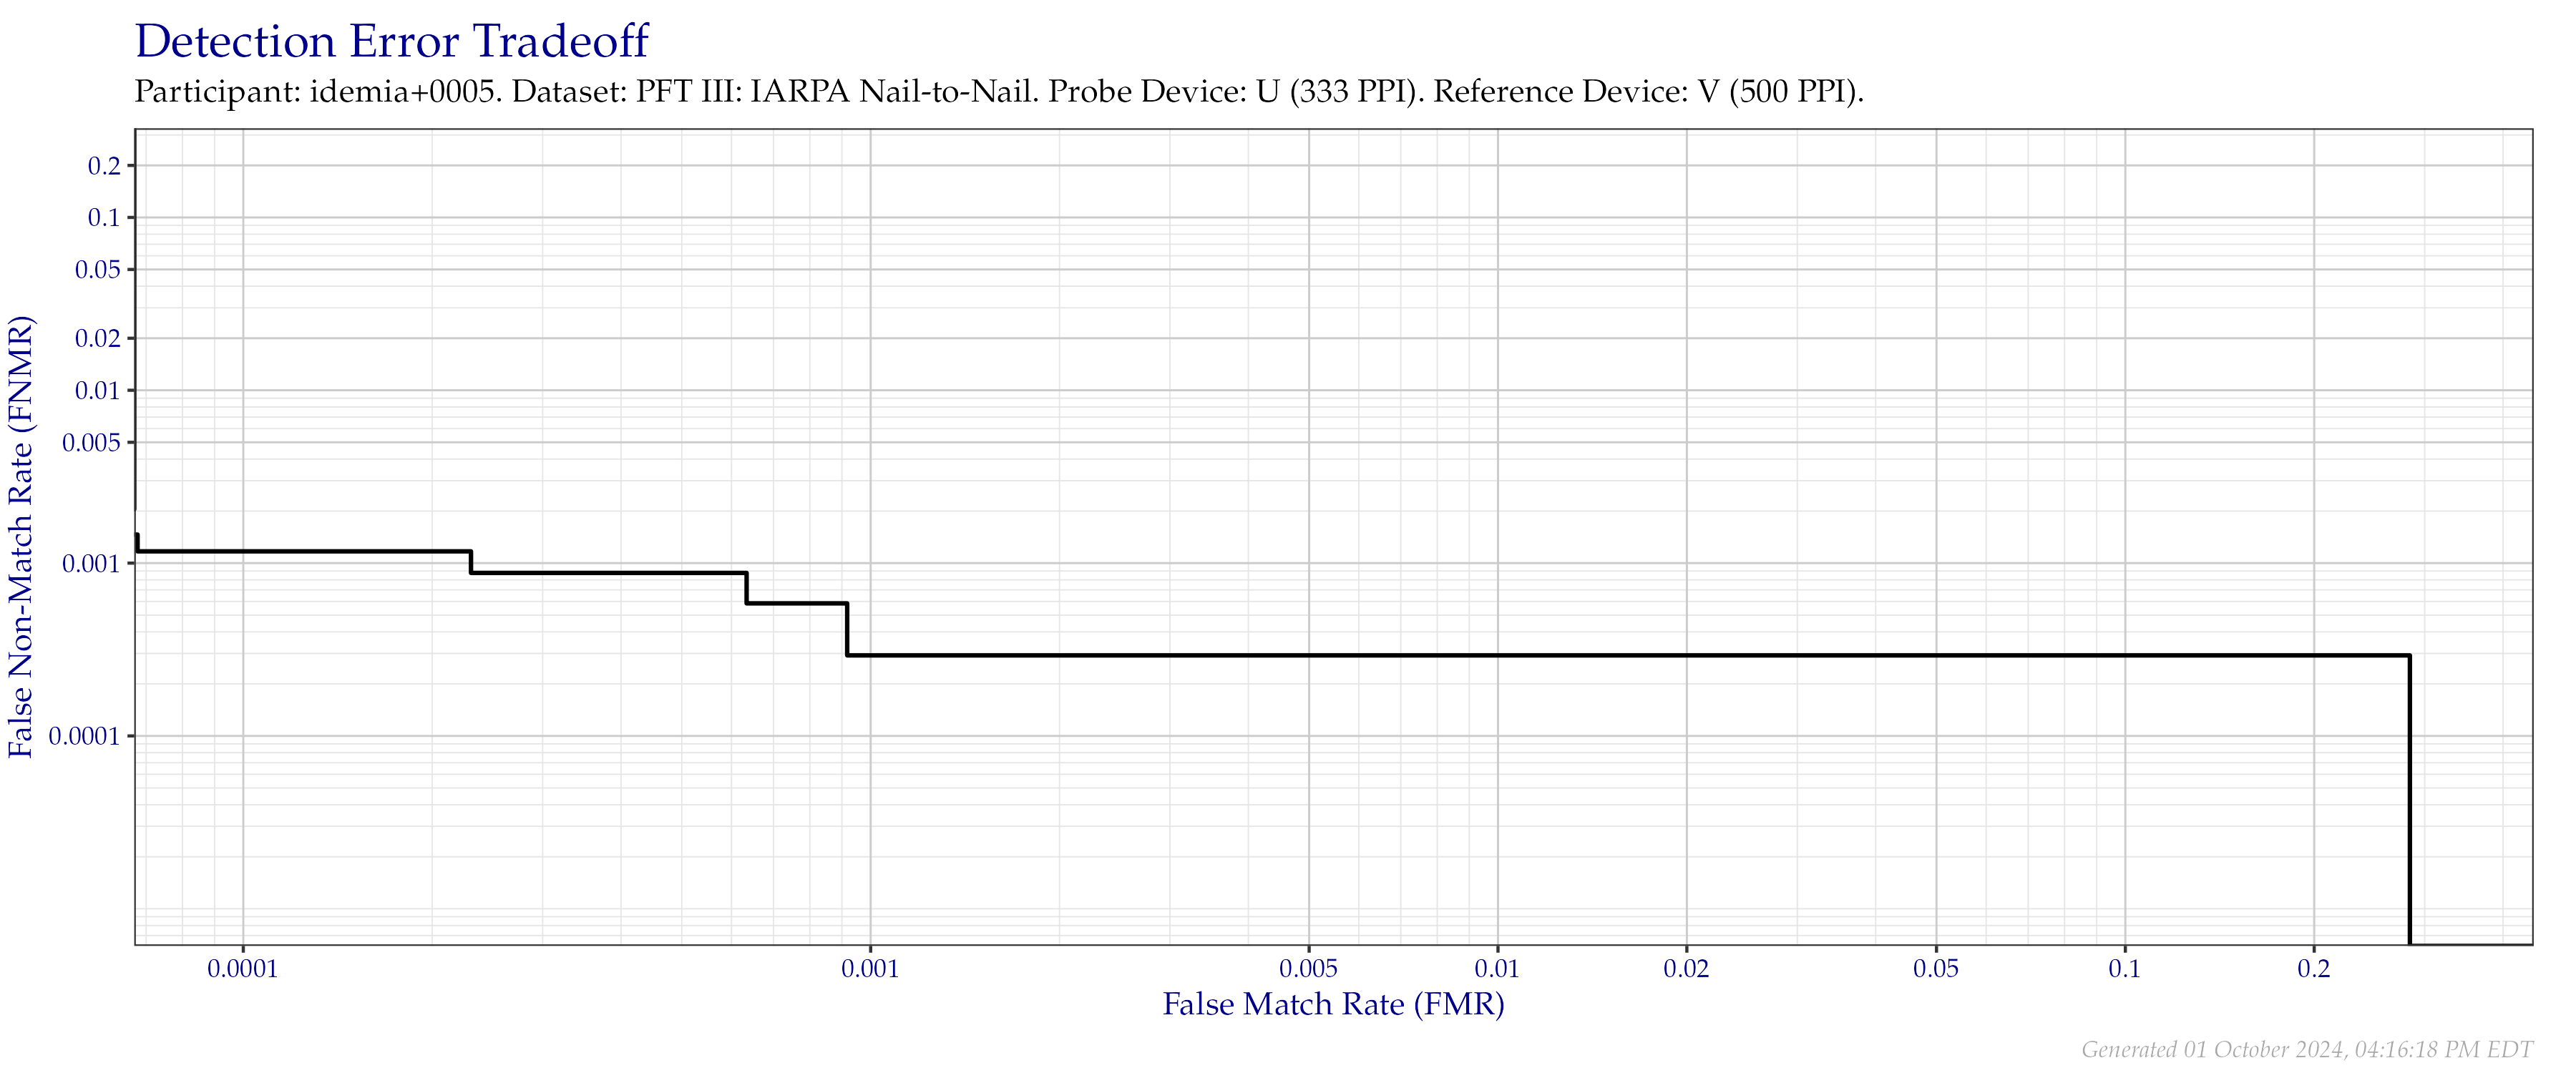 Detection Error Tradeoff
Participant: idemia+0005. Dataset: PFT III: IARPA Nail-to-Nail. Probe Device: U (333 PPI). Reference Device: V (500 PPI).
False Non-Match Rate (FNMR)
0.2
0.1
0.05
0.02
0.01
0.005
0.001
0.0001
0.0001 0.001 0.005 0.01 0.02 0.05 0.1 0.2
False Match Rate (FMR)
Generated 01 October 2024, 04:16:18 PM EDT